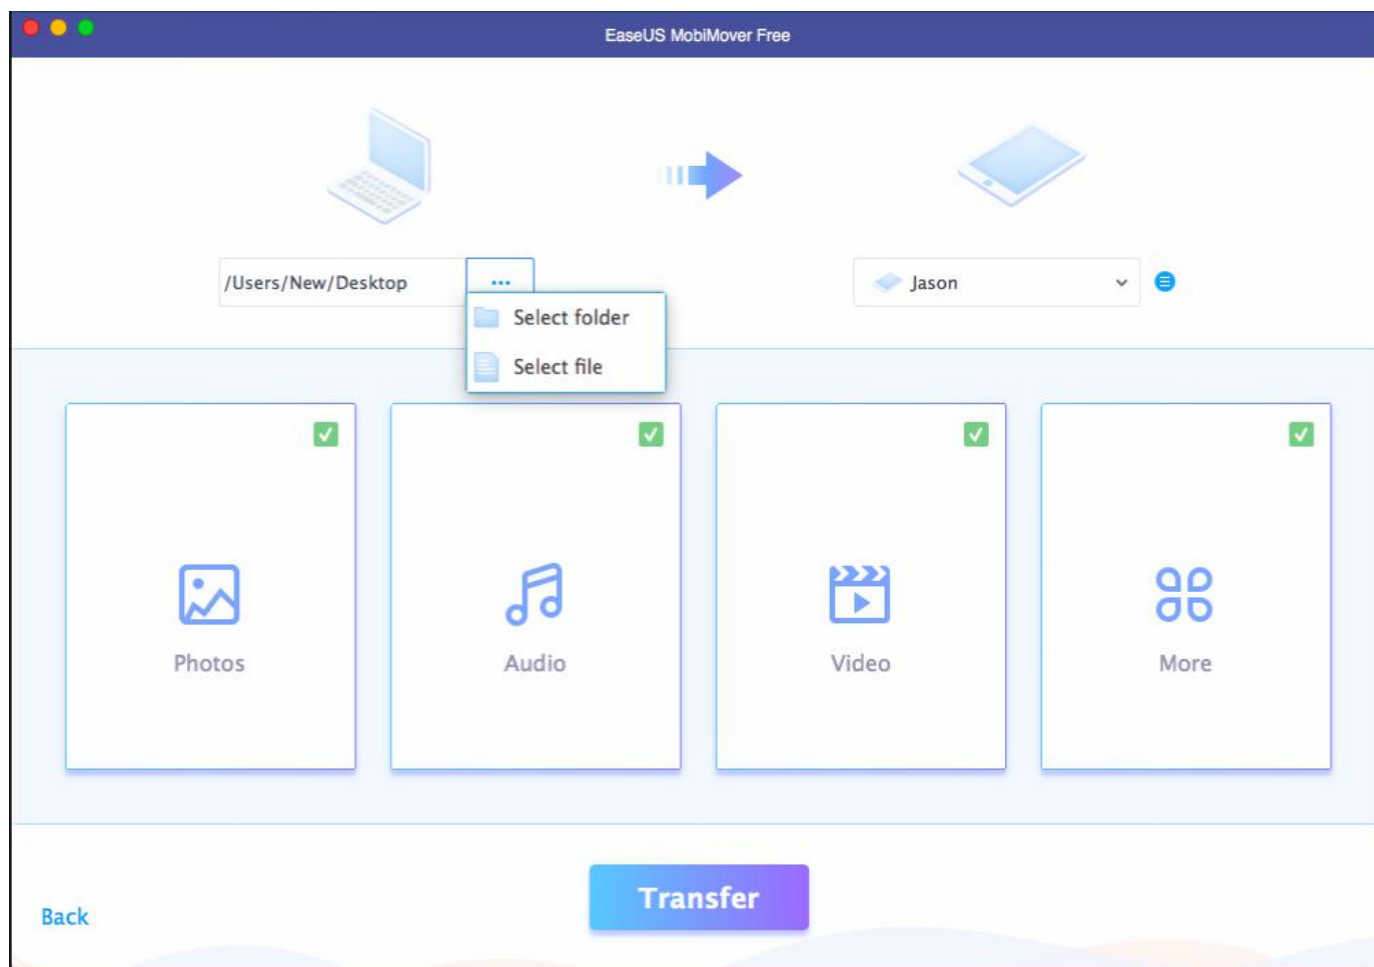 EaseUS MobiMover Free
/Users/New/Desktop
...
Jason
Select folder
Select file
Photos
Audio
Video
More
Transfer
Back